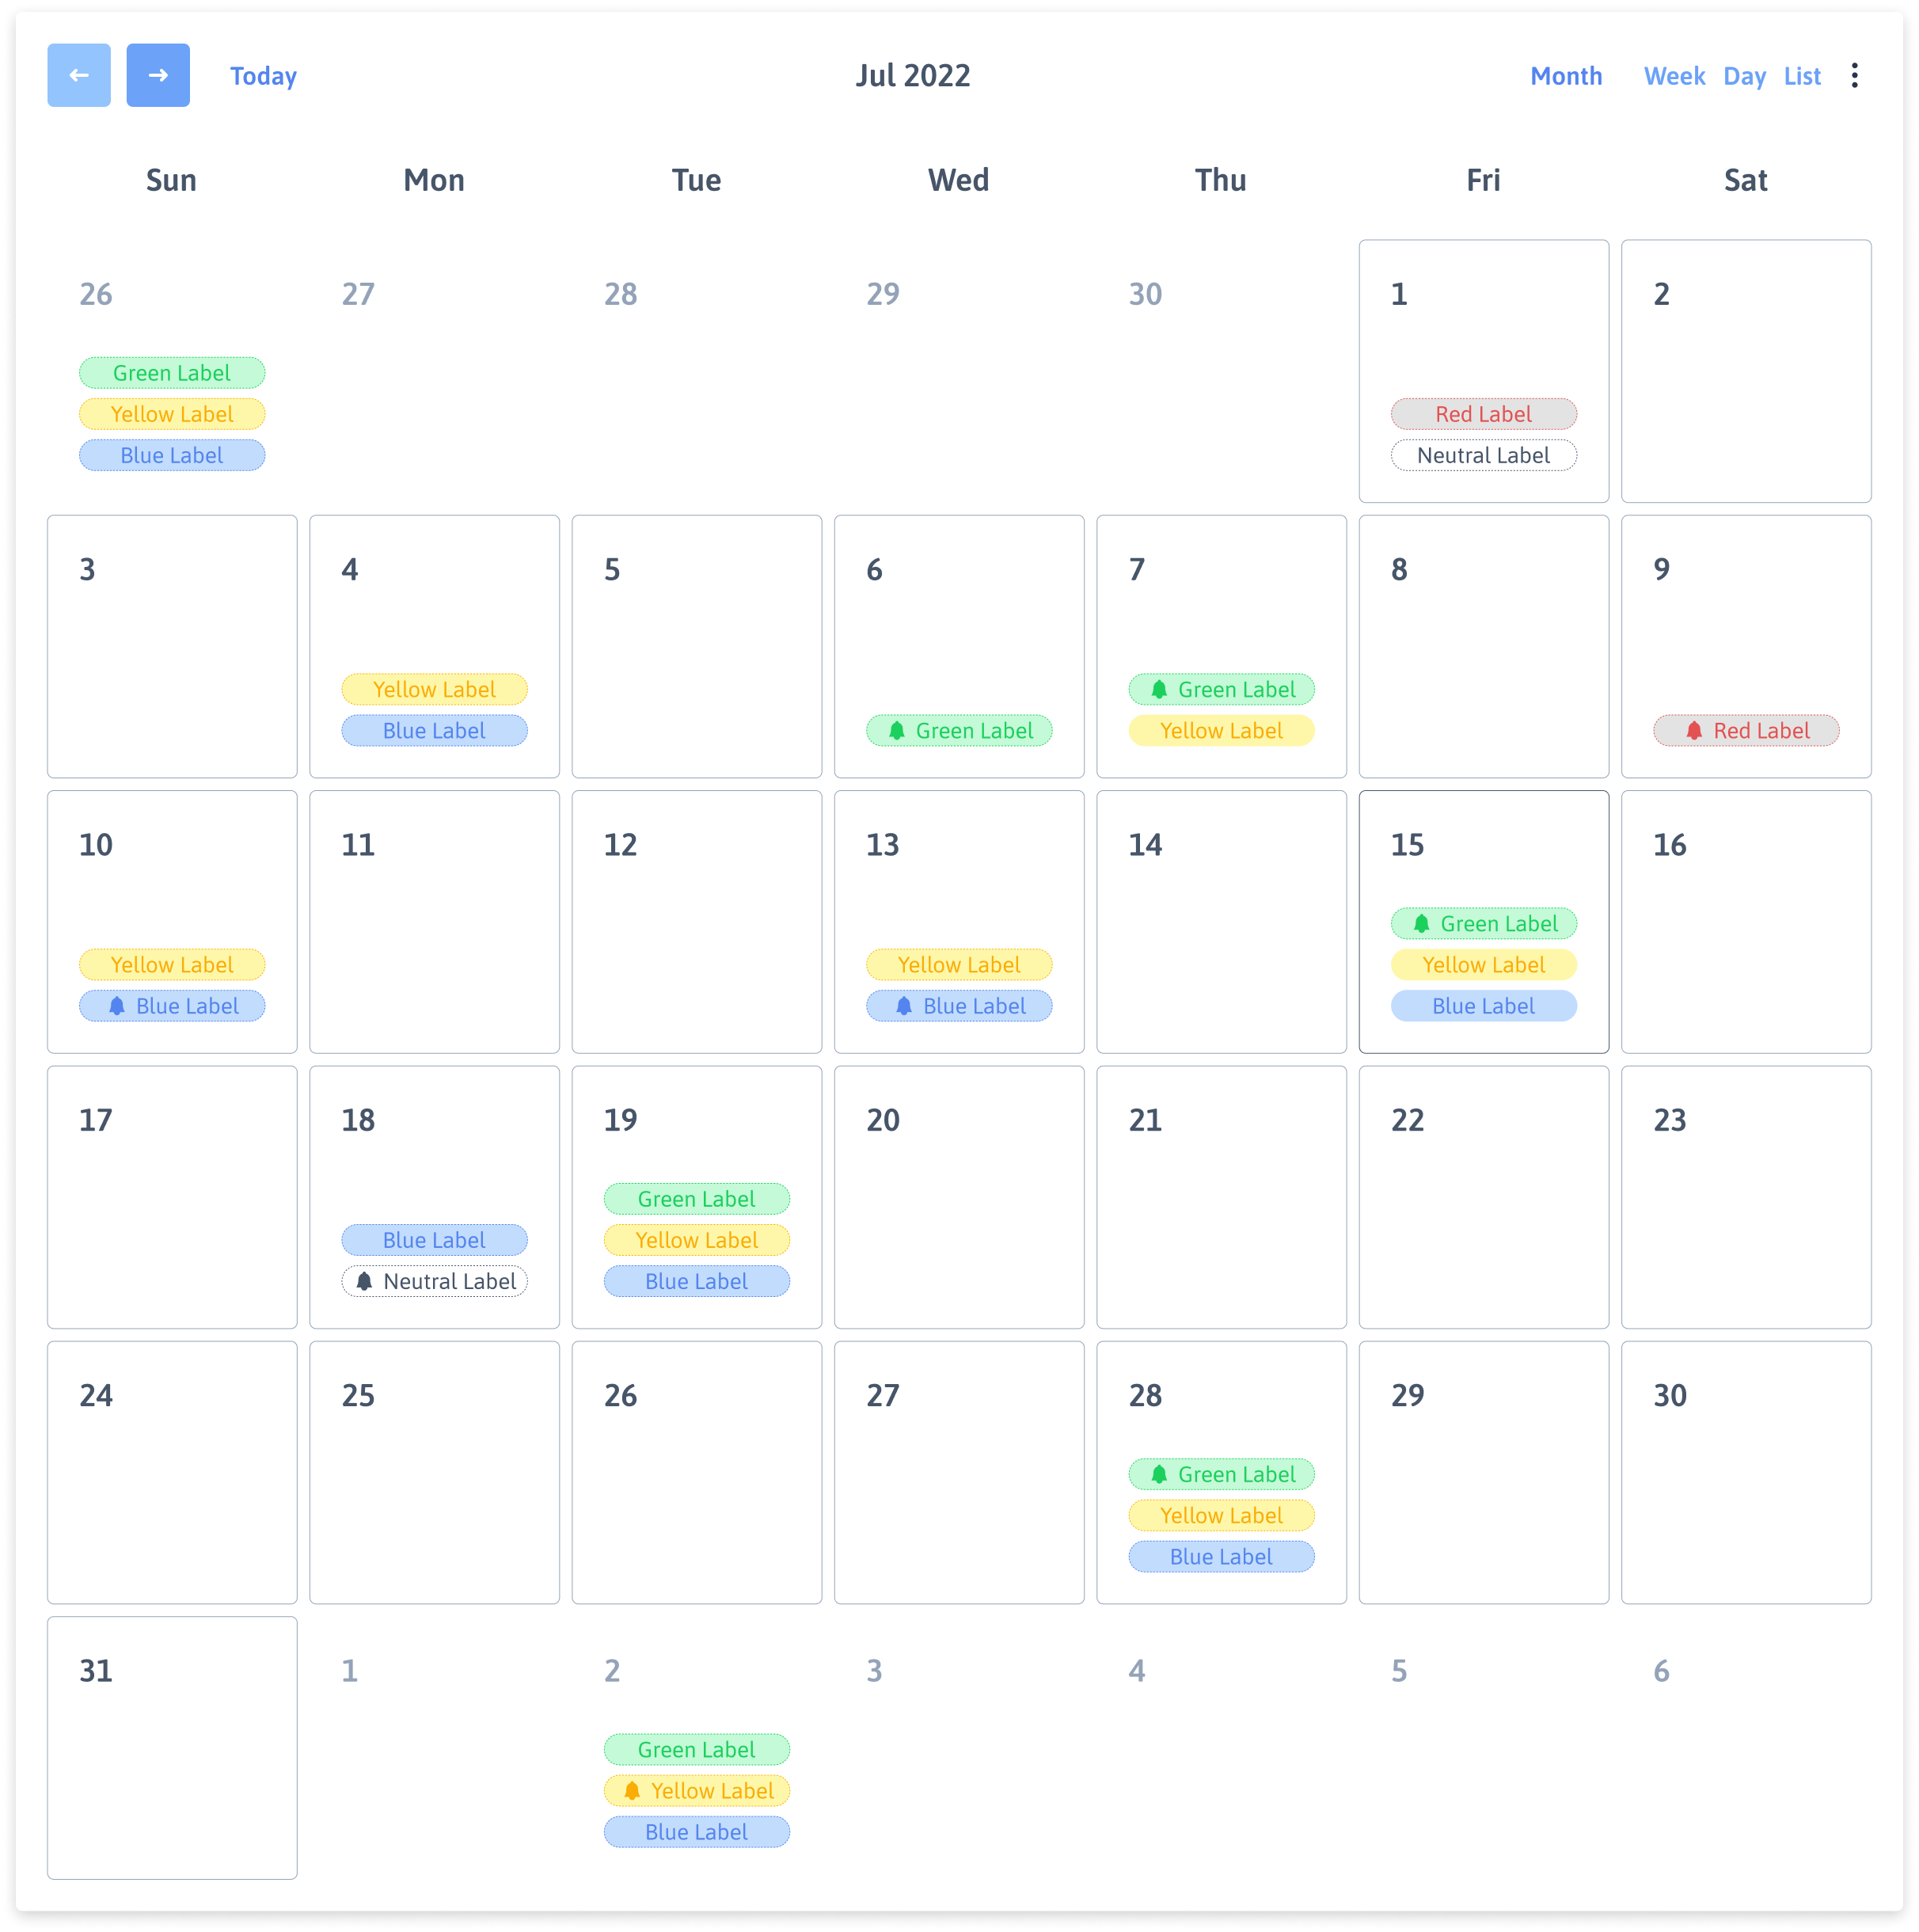 Today Jul 2022 Month Week Day List
Sun Mon Tue Wed Thu Fri Sat
26 27 28 29 30 1 2
Green Label
Yellow Label Red Label
Blue Label Neutral Label
3 4 5 6 7 8 9
Yellow Label Green Label
Blue Label Green Label Yellow Label Red Label
10 11 12 13 14 15 16
Green Label
Yellow Label Yellow Label Yellow Label
Blue Label Blue Label Blue Label
17 18 19 20 21 22 23
Green Label
Blue Label Yellow Label
Neutral Label Blue Label
24 25 26 27 28 29 30
Green Label
Yellow Label
Blue Label
31 1 2 3 4 5 6
Green Label
Yellow Label
Blue Label